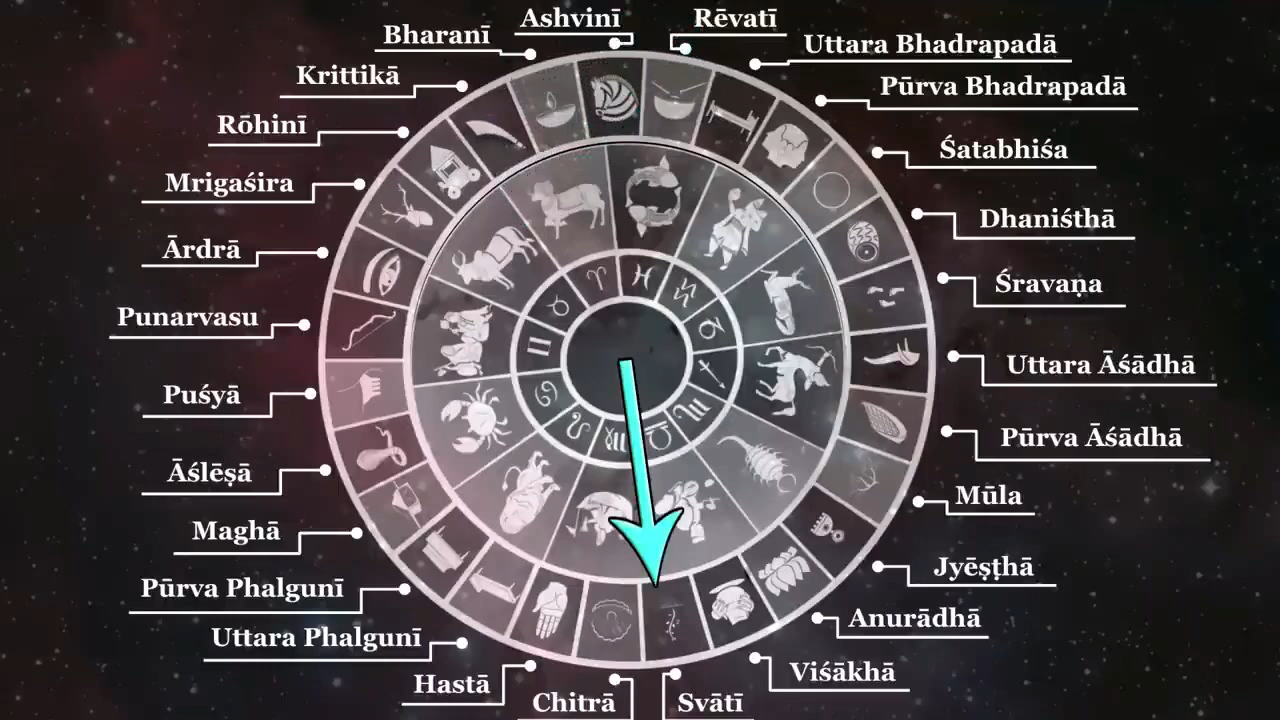 Ashvinī
Rēvatī
Bharanī
Uttara Bhadrapadā
Krittikā
Pūrva Bhadrapadā
Rōhinī
Śatabhiśa
Mrigaśira
Dhaniśthā
Ārdrā
Śravaṇa
Punarvasu
Uttara Āśādhā
Puśyā
Pūrva Āśādhā
Āślēṣā
Mūla
Maghā
Jyēṣṭhā
Pūrva Phalgunī
Anurādhā
Uttara Phalgunī
Viśākhā
Hastā
Chitrā
Svātī